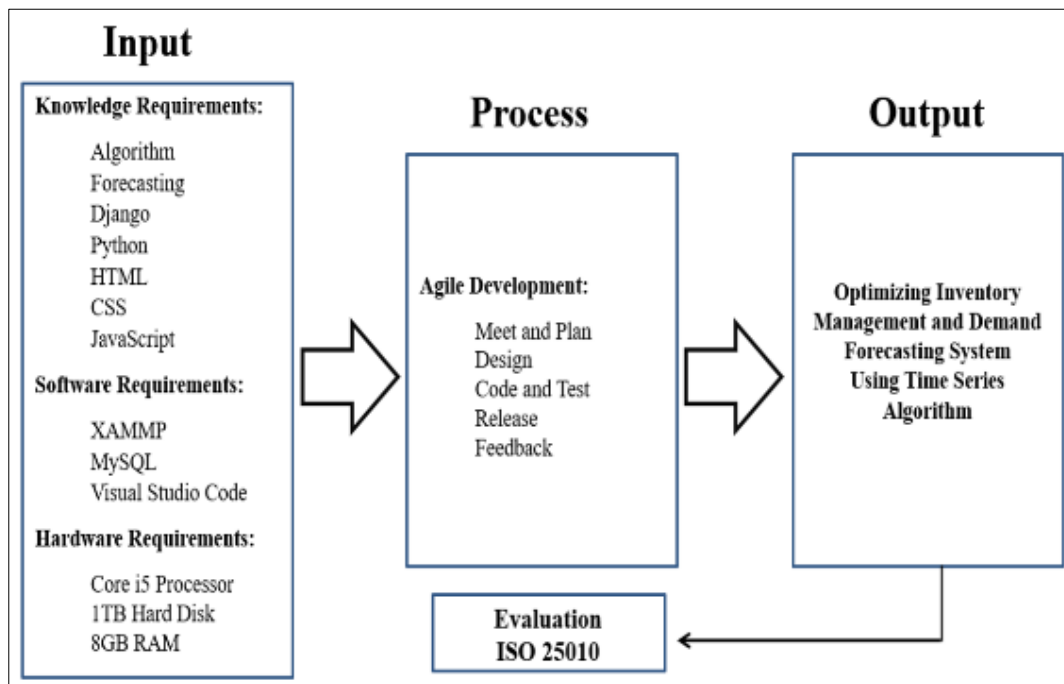 Input
Knowledge Requirements:
Algorithm
Forecasting
Django
Python
HTML
CSS
JavaScript
Software Requirements:
XAMMP
MySQL
Visual Studio Code
Hardware Requirements:
Core i5 Processor
1TB Hard Disk
8GB RAM
Process
Agile Development:
Meet and Plan
Design
Code and Test
Release
Feedback
Output
Optimizing Inventory
Management and Demand
Forecasting System
Using Time Series
Algorithm
Evaluation
ISO 25010